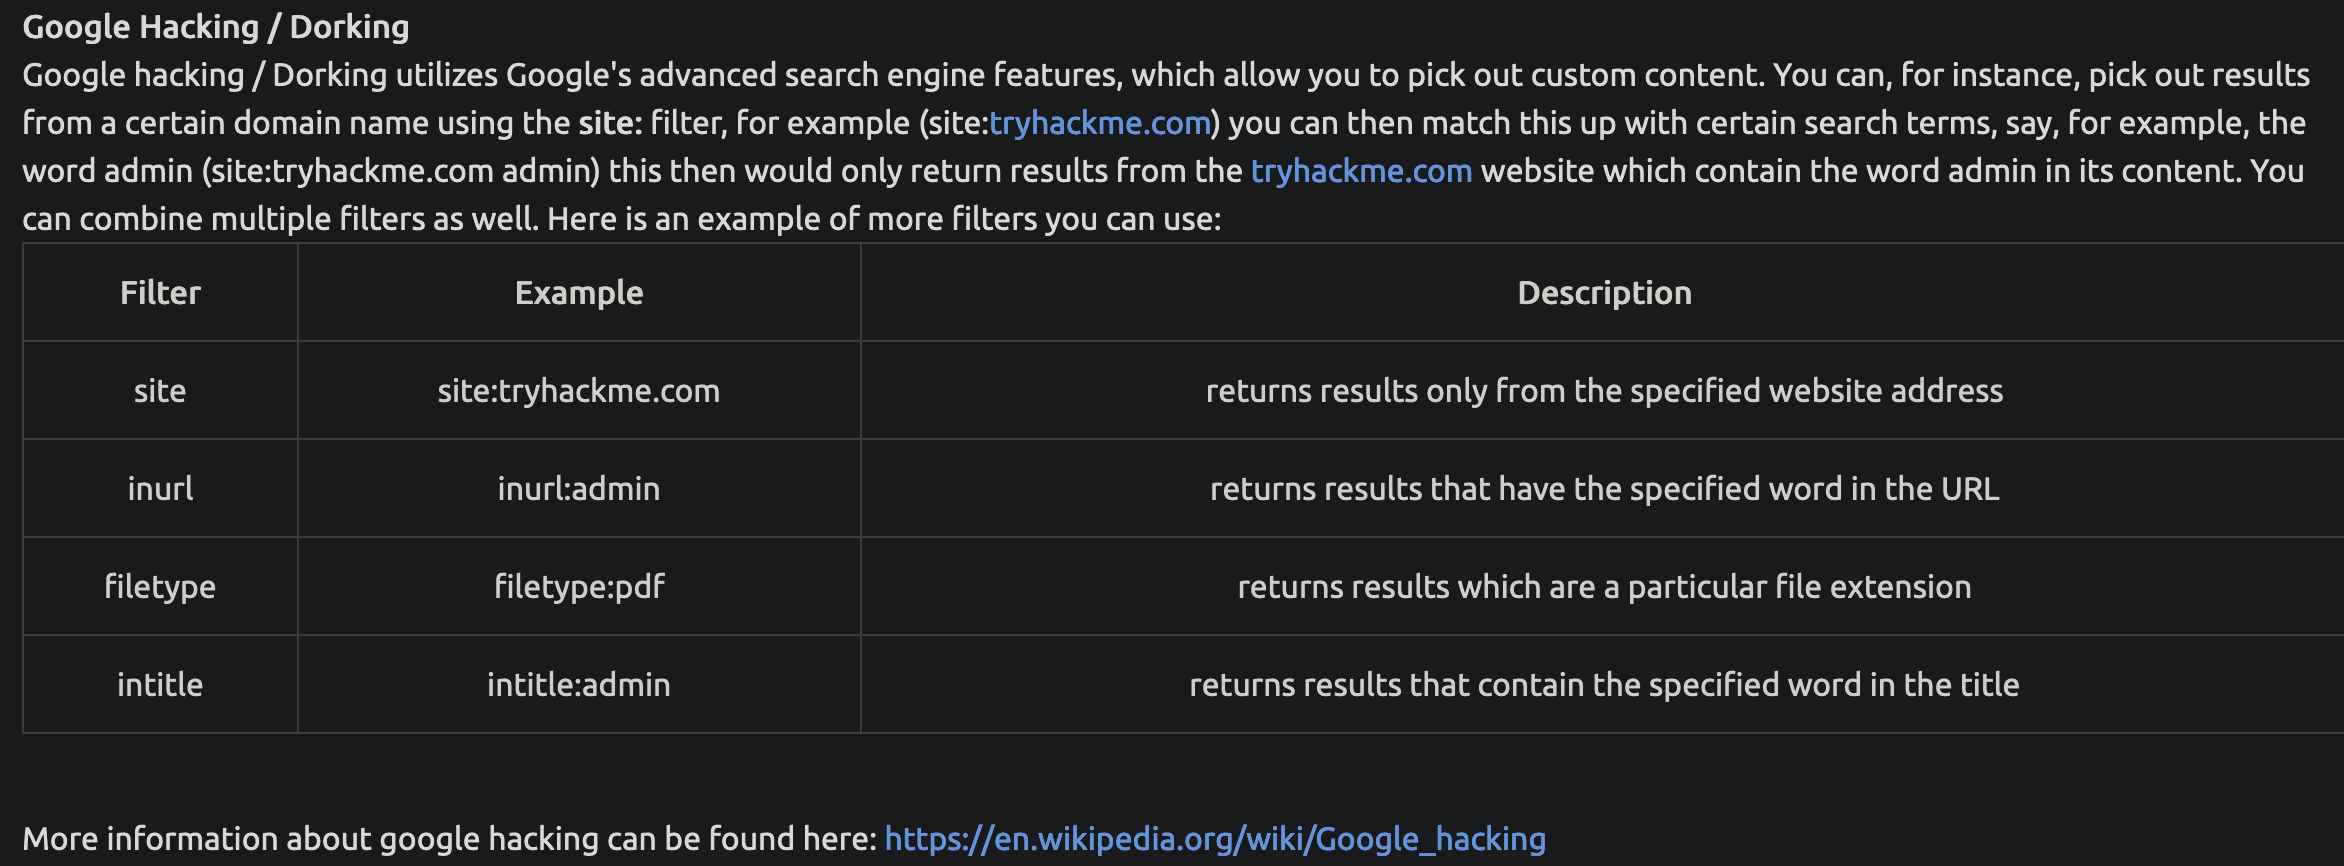 Google Hacking / Dorking
Google hacking / Dorking utilizes Google's advanced search engine features, which allow you to pick out custom content. You can, for instance, pick out results
from a certain domain name using the site: filter, for example (site:tryhackme.com) you can then match this up with certain search terms, say, for example, the
word admin (site:tryhackme.com admin) this then would only return results from the tryhackme.com website which contain the word admin in its content. You
can combine multiple filters as well. Here is an example of more filters you can use:
Filter Example Description
site site:tryhackme.com returns results only from the specified website address
inurl inurl:admin returns results that have the specified word in the URL
filetype filetype:pdf returns results which are a particular file extension
intitle intitle:admin returns results that contain the specified word in the title
More information about google hacking can be found here: https://en.wikipedia.org/wiki/Google_hacking